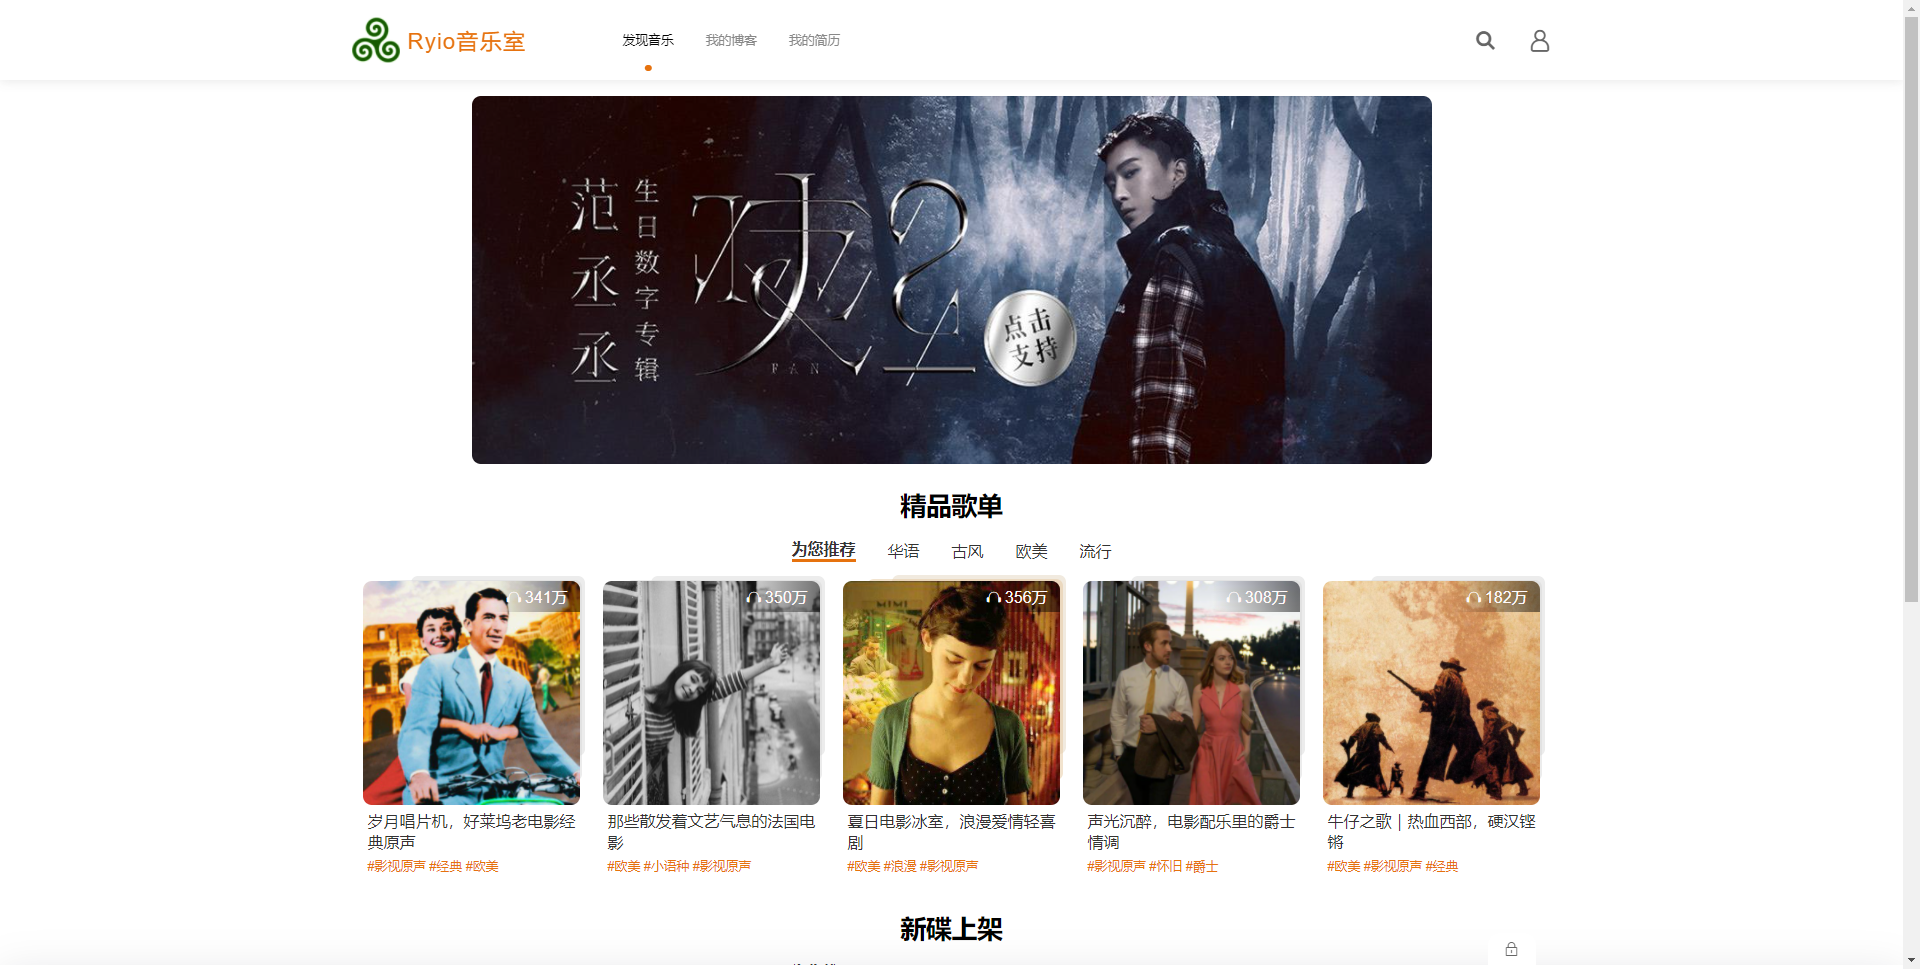 Ryio音乐室
发现音乐
我的博客
我的简历
范丞丞
生日数字专辑
FAN
点击
支持
精品歌单
为您推荐
华语
古风
欧美
流行
341万
350万
356万
308万
182万
岁月唱片机，好莱坞老电影经
典原声
#影视原声 #经典 #欧美
那些散发着文艺气息的法国电
影
#欧美 #小语种 #影视原声
夏日电影冰室，浪漫爱情轻喜
剧
#欧美 #浪漫 #影视原声
声光沉醉，电影配乐里的爵士
情调
#影视原声 #怀旧 #爵士
牛仔之歌 | 热血西部，硬汉铿
锵
#欧美 #影视原声 #经典
新碟上架